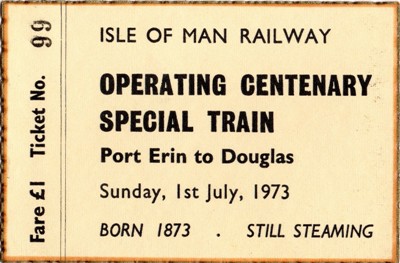 ISLE OF MAN RAILWAY
OPERATING CENTENARY
SPECIAL TRAIN
Port Erin to Douglas
Sunday, 1st July, 1973
BORN 1873 . STILL STEAMING
Fare £1 Ticket No. 99